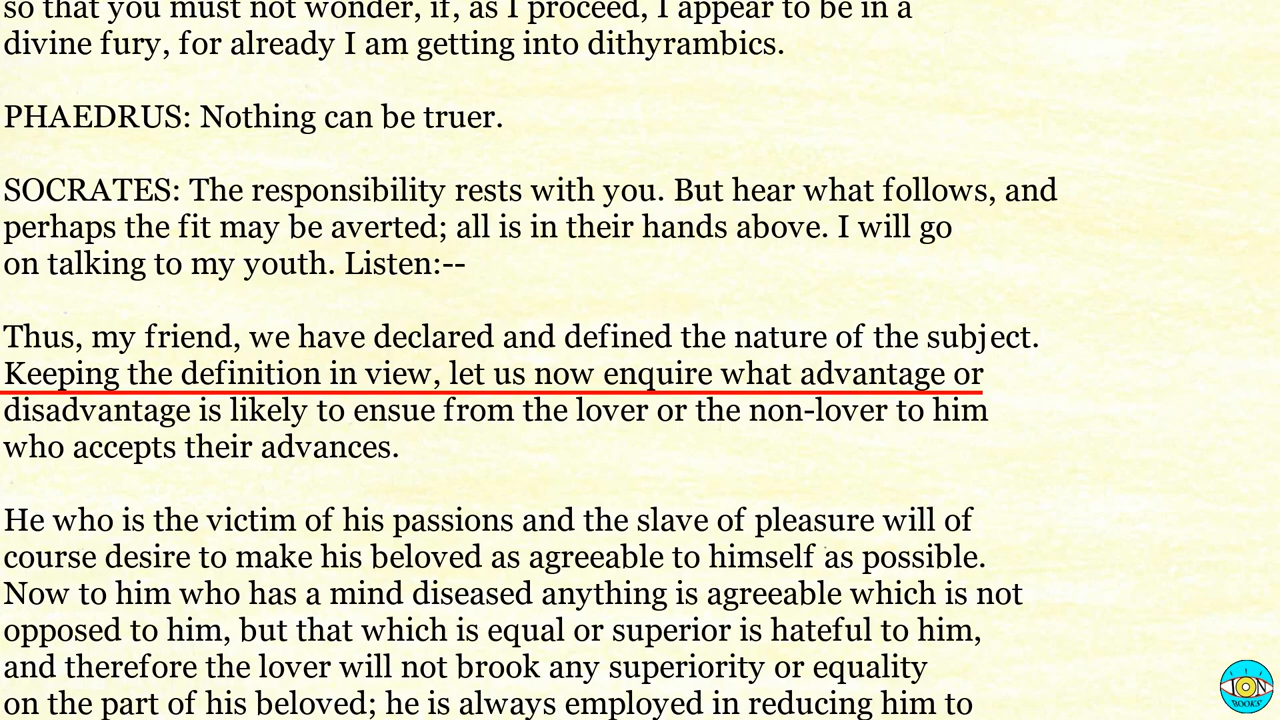 so that you must not wonder, if, as I proceed, I appear to be in a
divine fury, for already I am getting into dithyrambics.
PHAEDRUS: Nothing can be truer.
SOCRATES: The responsibility rests with you. But hear what follows, and
perhaps the fit may be averted; all is in their hands above. I will go
on talking to my youth. Listen:--
Thus, my friend, we have declared and defined the nature of the subject.
Keeping the definition in view, let us now enquire what advantage or
disadvantage is likely to ensue from the lover or the non-lover to him
who accepts their advances.
He who is the victim of his passions and the slave of pleasure will of
course desire to make his beloved as agreeable to himself as possible.
Now to him who has a mind diseased anything is agreeable which is not
opposed to him, but that which is equal or superior is hateful to him,
and therefore the lover will not brook any superiority or equality
on the part of his beloved; he is always employed in reducing him to
ION
BOOKS